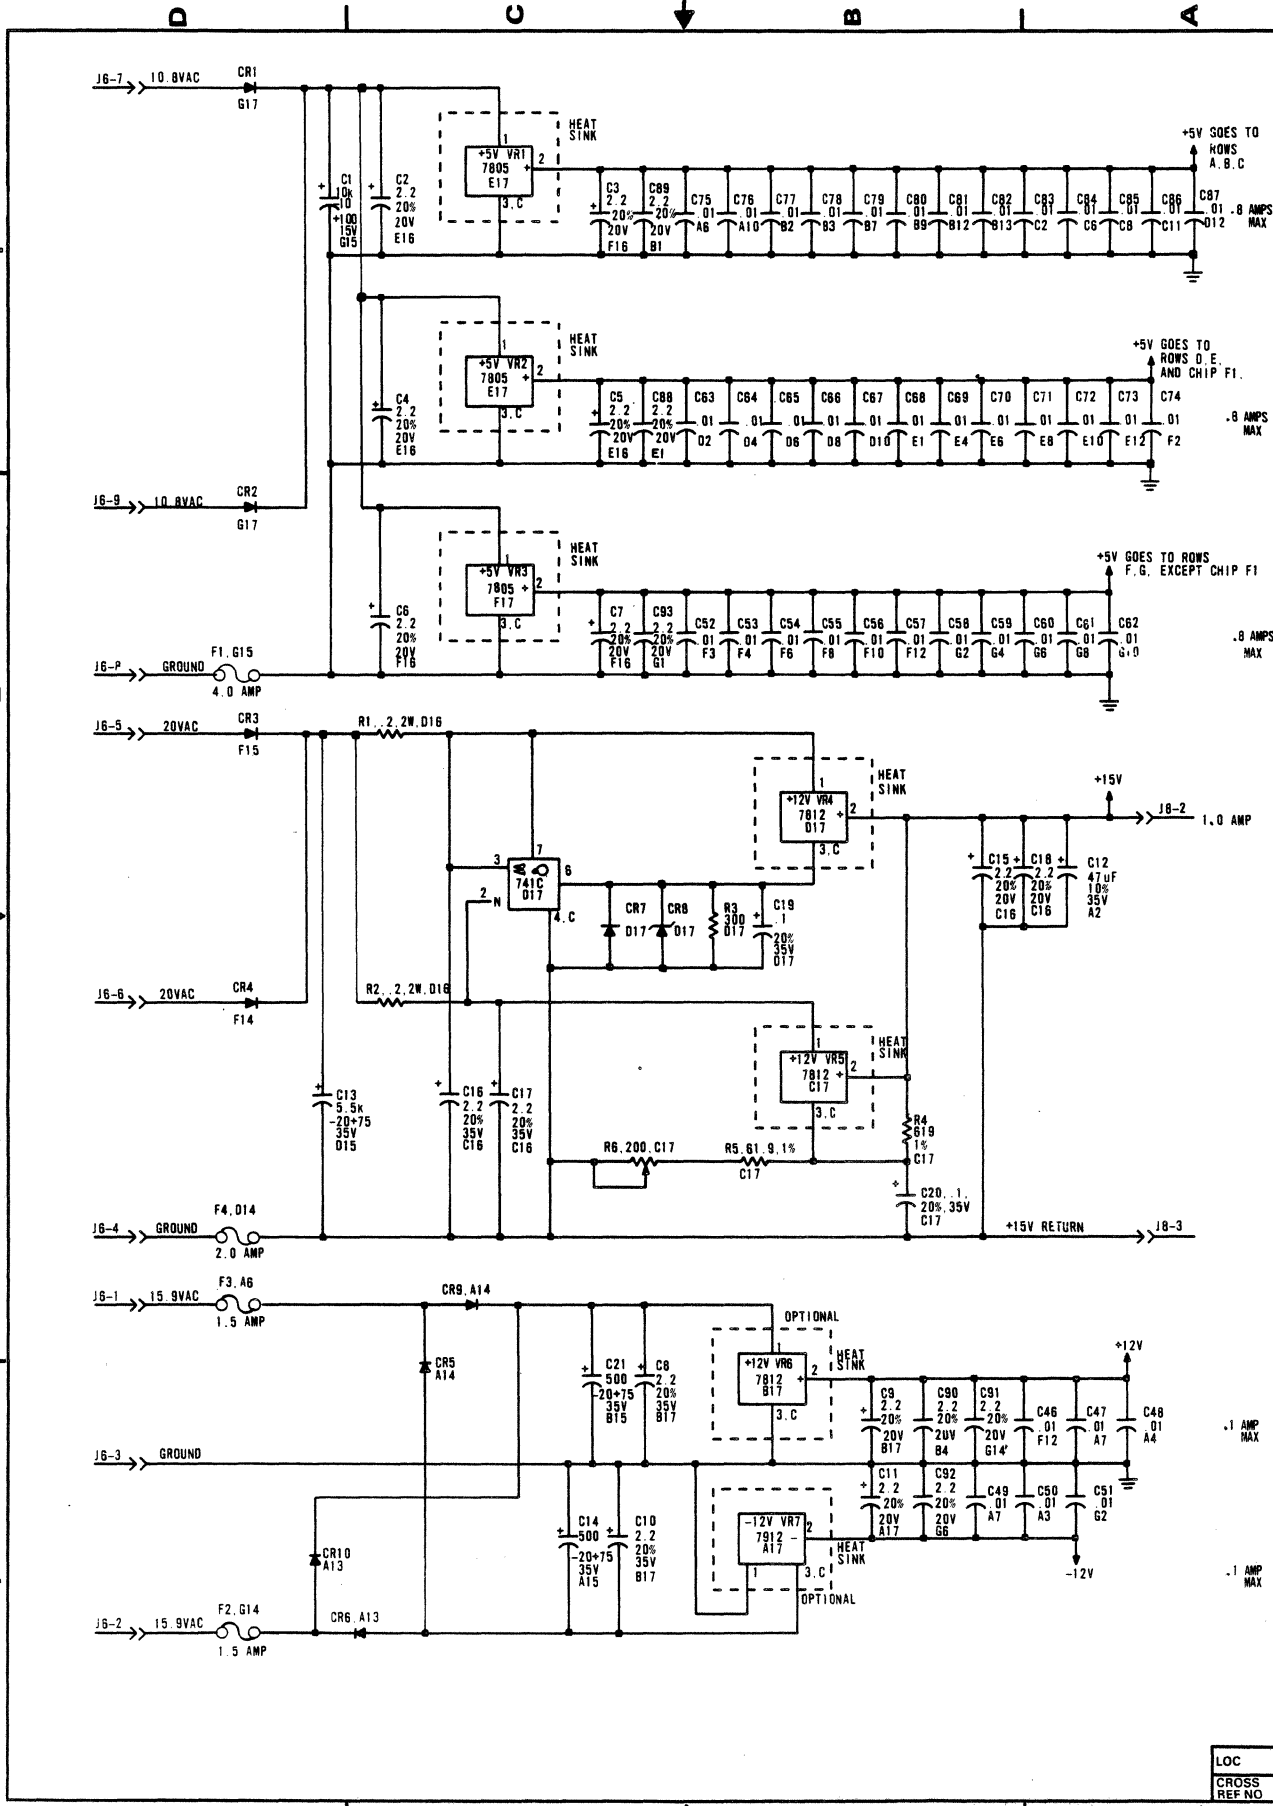 D C B A
J6-7 10.8VAC
CR1
G17
C1
10k
10
+100
15V
G15
C2
2.2
20%
20V
E16
HEAT
SINK
1
+5V VR1
7805
E17
2
3,C
C3
2.2
20%
20V
F16
C89
2.2
20%
20V
B1
C75
.01
A6
C76
.01
A10
C77
.01
B2
C78
.01
B3
C79
.01
B7
C80
.01
B9
C81
.01
B12
C82
.01
B13
C83
.01
C2
C84
.01
C6
C85
.01
C8
C86
.01
C11
C87
.01
D12
+5V GOES TO
ROWS
A,B,C
.8 AMPS
MAX
C4
2.2
20%
20V
E16
HEAT
SINK
1
+5V VR2
7805
E17
2
3,C
C5
2.2
20%
20V
E16
C88
2.2
20%
20V
E1
C63
.01
D2
C64
.01
D4
C65
.01
D6
C66
.01
D8
C67
.01
D10
C68
.01
E1
C69
.01
E4
C70
.01
E6
C71
.01
E8
C72
.01
E10
C73
.01
E12
C74
.01
F2
+5V GOES TO
ROWS D,E,
AND CHIP F1.
.8 AMPS
MAX
J6-9 10.8VAC
CR2
G17
C6
2.2
20%
20V
F16
HEAT
SINK
1
+5V VR3
7805
F17
2
3,C
C7
2.2
20%
20V
F16
C93
2.2
20%
20V
G1
C52
.01
F3
C53
.01
F4
C54
.01
F6
C55
.01
F8
C56
.01
F10
C57
.01
F12
C58
.01
G2
C59
.01
G4
C60
.01
G6
C61
.01
G8
C62
.01
G10
+5V GOES TO ROWS
F,G, EXCEPT CHIP F1
.8 AMPS
MAX
J6-8 GROUND
F1,G15
4.0 AMP
J6-5 20VAC
CR3
F15
R1,.2,2W,D16
HEAT
SINK
1
+12V VR4
7812
D17
2
3,C
+15V
J8-2
1.0 AMP
3
7
6
741C
D17
2 N
4,C
CR7
D17
CR8
D17
R3
300
D17
C19
.1
20%
35V
D17
C15
2.2
20%
20V
C16
C18
2.2
20%
20V
C16
C12
47uF
10%
35V
A2
J6-6 20VAC
CR4
F14
R2,.2,2W,D16
HEAT
SINK
1
+12V VR5
7812
C17
2
3,C
C13
5.5k
-20+75
35V
D15
C16
2.2
20%
35V
C16
C17
2.2
20%
35V
C16
R6,200,C17
R5,61.9,1%
C17
R4
619
1%
C17
C20,.1,
20%,35V
C17
J6-4 GROUND
F4,D14
2.0 AMP
+15V RETURN
J8-3
J6-1 15.9VAC
F3,A6
1.5 AMP
CR9,A14
CR5
A14
C21
500
-20+75
35V
B15
C8
2.2
20%
35V
B17
OPTIONAL
HEAT
SINK
1
+12V VR6
7812
B17
2
3,C
C9
2.2
20%
20V
B17
C90
2.2
20%
20V
B4
C91
2.2
20%
20V
G14
C46
.01
F12
C47
.01
A7
C48
.01
A4
+12V
.1 AMP
MAX
J6-3 GROUND
C14
500
-20+75
35V
A15
C10
2.2
20%
35V
B17
-12V VR7
7912
A17
2
1
3,C
HEAT
SINK
OPTIONAL
C11
2.2
20%
20V
A17
C92
2.2
20%
20V
G6
C49
.01
A7
C50
.01
A3
C51
.01
G2
-12V
.1 AMP
MAX
CR10
A13
J6-2 15.9VAC
F2,G14
1.5 AMP
CR6,A13
LOC
CROSS
REF NO